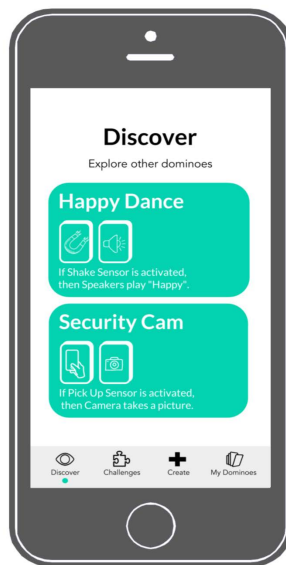 Discover
Explore other dominoes
Happy Dance
If Shake Sensor is activated,
then Speakers play "Happy".
Security Cam
If Pick Up Sensor is activated,
then Camera takes a picture.
Discover
Challenges
Create
My Dominoes